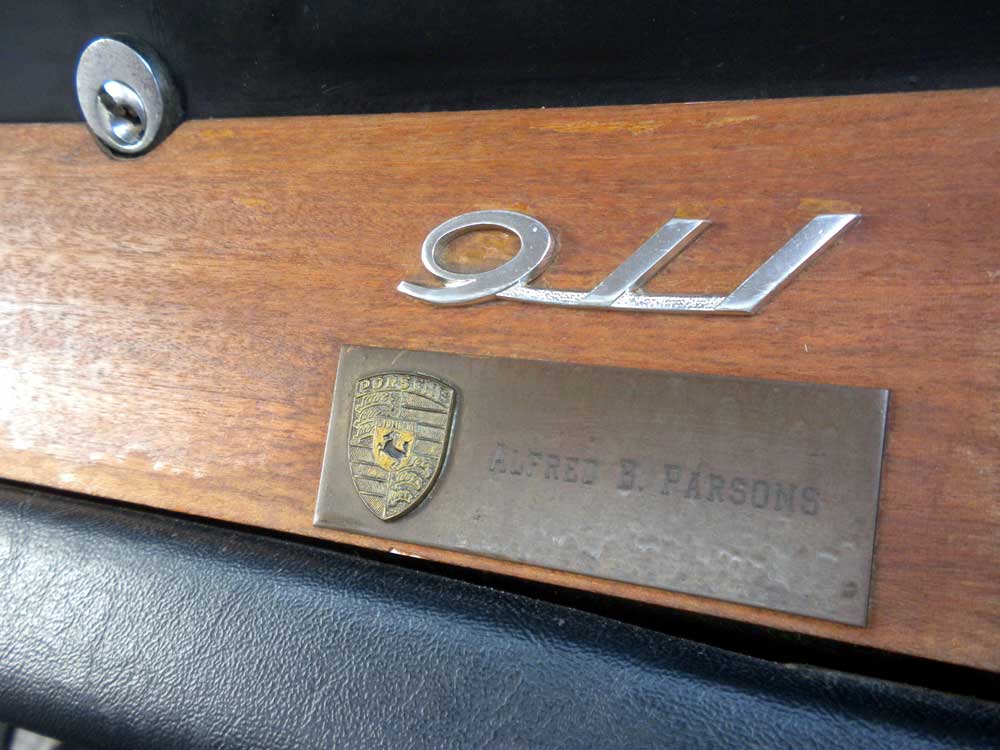 911
PORSCHE
ALFRED B. PARSONS